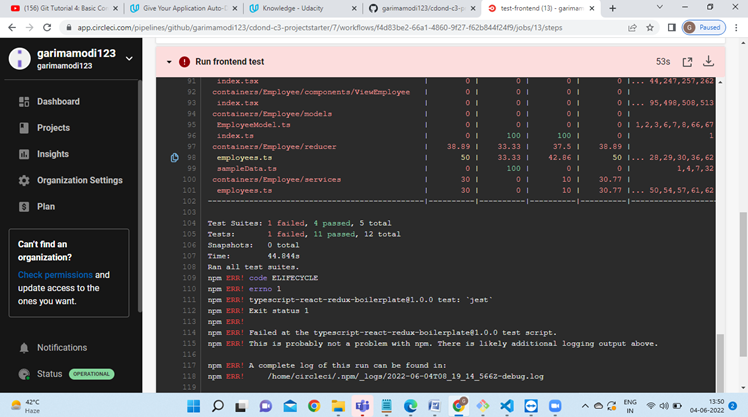 (156) Git Tutorial 4: Basic Con
Give Your Application Auto-D
Knowledge - Udacity
garimamodi123/cdond-c3-pro
test-frontend (13) - garimamo
app.circleci.com/pipelines/github/garimamodi123/cdond-c3-projectstarter/7/workflows/f4d83be2-66a1-4860-9f27-f62b844f24f9/jobs/13/steps
G Paused
garimamodi123
garimamodi123
Dashboard
Projects
Insights
Organization Settings
Plan
Can't find an
organization?
Check permissions and
update access to the
ones you want.
Notifications
Status OPERATIONAL
Run frontend test 53s
91 index.tsx | 0 | 0 | 0 | 0 |... 44,247,257,262
92 containers/Employee/components/ViewEmployee | 0 | 0 | 0 | 0 |
93 index.tsx | 0 | 0 | 0 | 0 |... 95,498,508,513
94 containers/Employee/models | 0 | 0 | 0 | 0 |
95 EmployeeModel.ts | 0 | 0 | 0 | 0 | 1,2,3,6,7,8,66,67
96 index.ts | 0 | 100 | 100 | 0 | 1
97 containers/Employee/reducer | 38.89 | 33.33 | 37.5 | 38.89 |
98 employees.ts | 50 | 33.33 | 42.86 | 50 |... 28,29,30,36,62
99 sampleData.ts | 0 | 100 | 0 | 0 | 1,4,7,32
100 containers/Employee/services | 30 | 0 | 10 | 30.77 |
101 employees.ts | 30 | 0 | 10 | 30.77 |... 50,54,57,61,62
102
103
104 Test Suites: 1 failed, 4 passed, 5 total
105 Tests: 1 failed, 11 passed, 12 total
106 Snapshots: 0 total
107 Time: 44.844s
108 Ran all test suites.
109 npm ERR! code ELIFECYCLE
110 npm ERR! errno 1
111 npm ERR! typescript-react-redux-boilerplate@1.0.0 test: `jest`
112 npm ERR! Exit status 1
113 npm ERR!
114 npm ERR! Failed at the typescript-react-redux-boilerplate@1.0.0 test script.
115 npm ERR! This is probably not a problem with npm. There is likely additional logging output above.
116
117 npm ERR! A complete log of this run can be found in:
118 npm ERR! /home/circleci/.npm/_logs/2022-06-04T08_19_14_566Z-debug.log
119
42°C
Haze
ENG
IN
13:50
04-06-2022
2